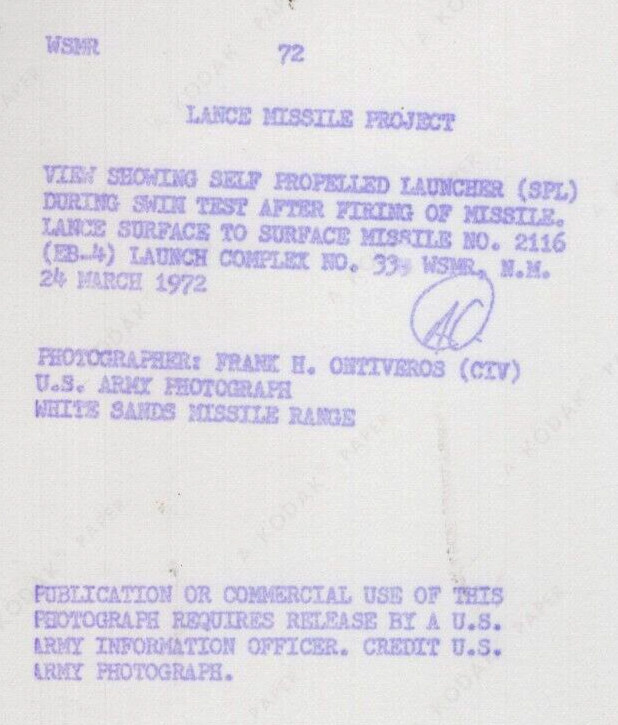 WSMR 72
LANCE MISSILE PROJECT
VIEW SHOWING SELF PROPELLED LAUNCHER (SPL)
DURING SWIM TEST AFTER FIRING OF MISSILE.
LANCE SURFACE TO SURFACE MISSILE NO. 2116
(EB-4) LAUNCH COMPLEX NO. 33, WSMR, N.M.
24 MARCH 1972
A.O.
PHOTOGRAPHER: FRANK H. ONTIVEROS (CIV)
U.S. ARMY PHOTOGRAPH
WHITE SANDS MISSILE RANGE
PUBLICATION OR COMMERCIAL USE OF THIS
PHOTOGRAPH REQUIRES RELEASE BY A U.S.
ARMY INFORMATION OFFICER. CREDIT U.S.
ARMY PHOTOGRAPH.
A KODAK PAPER